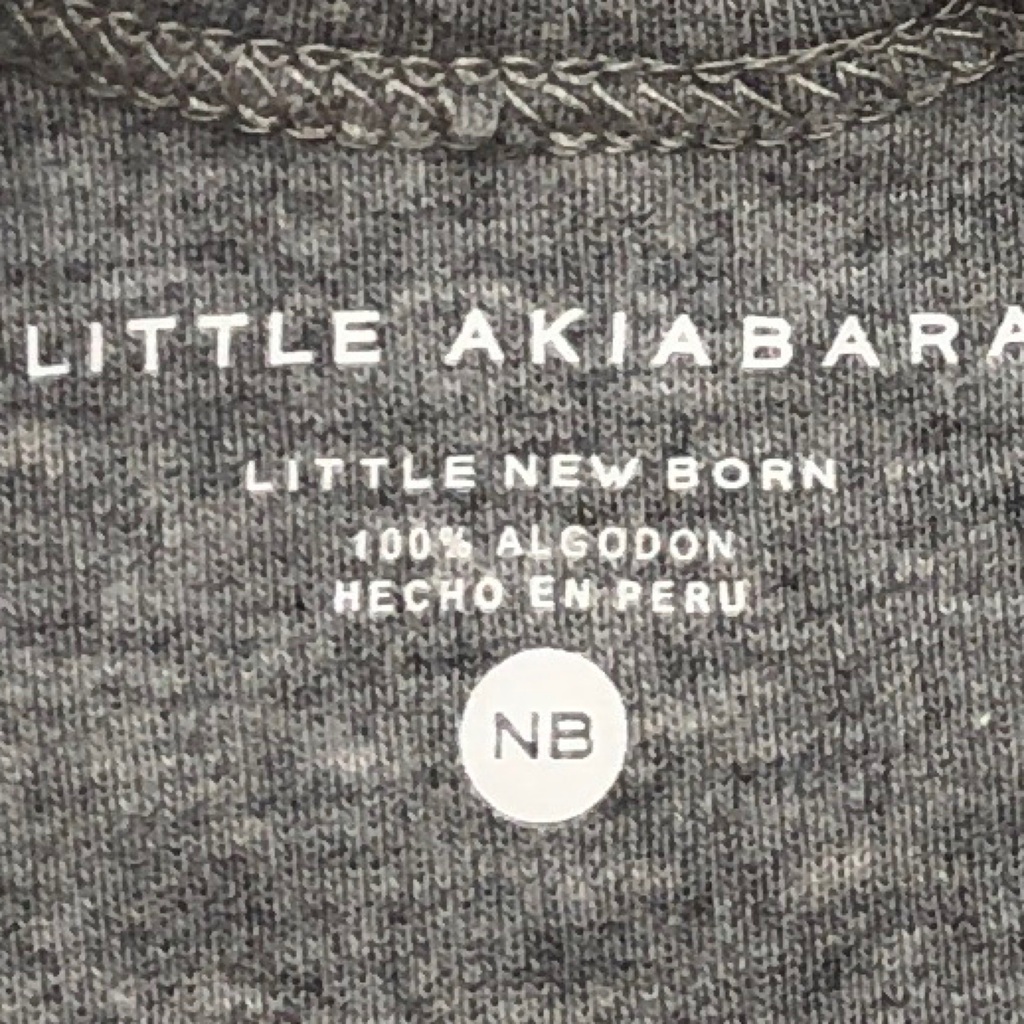 LITTLE AKIABARA
LITTLE NEW BORN
100% ALGODON
HECHO EN PERU
NB